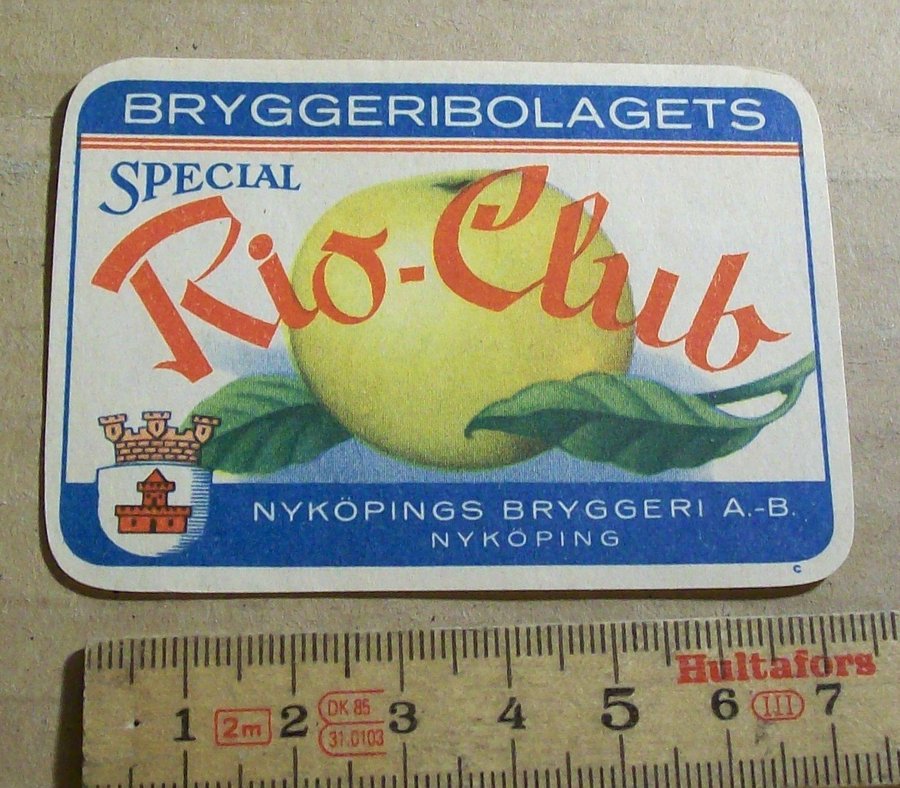 BRYGGERIBOLAGETS
SPECIAL
Rio-Club
NYKÖPINGS BRYGGERI A.-B.
NYKÖPING
C
Hultafors
1 2m 2 DK 85 3 4 5 6 III 7
31.0103